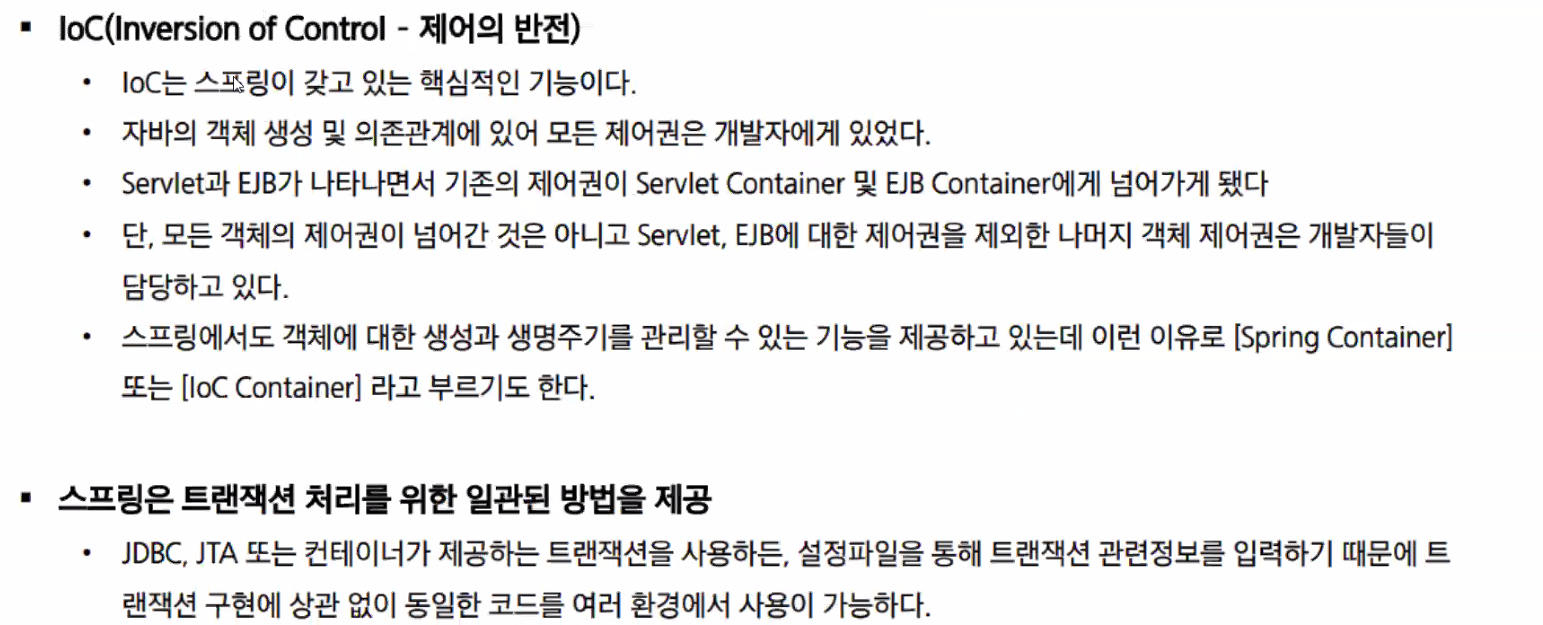 ▪ IoC(Inversion of Control - 제어의 반전)
• IoC는 스프링이 갖고 있는 핵심적인 기능이다.
• 자바의 객체 생성 및 의존관계에 있어 모든 제어권은 개발자에게 있었다.
• Servlet과 EJB가 나타나면서 기존의 제어권이 Servlet Container 및 EJB Container에게 넘어가게 됐다
• 단, 모든 객체의 제어권이 넘어간 것은 아니고 Servlet, EJB에 대한 제어권을 제외한 나머지 객체 제어권은 개발자들이
담당하고 있다.
• 스프링에서도 객체에 대한 생성과 생명주기를 관리할 수 있는 기능을 제공하고 있는데 이런 이유로 [Spring Container]
또는 [IoC Container] 라고 부르기도 한다.
▪ 스프링은 트랜잭션 처리를 위한 일관된 방법을 제공
• JDBC, JTA 또는 컨테이너가 제공하는 트랜잭션을 사용하든, 설정파일을 통해 트랜잭션 관련정보를 입력하기 때문에 트
랜잭션 구현에 상관 없이 동일한 코드를 여러 환경에서 사용이 가능하다.